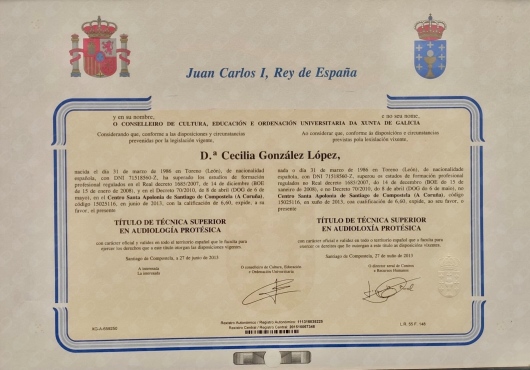 Juan Carlos I, Rey de España
y en su nombre,
e no seu nome,
O CONSELLEIRO DE CULTURA, EDUCACIÓN E ORDENACIÓN UNIVERSITARIA DA XUNTA DE GALICIA
Considerando que, conforme a las disposiciones y circunstancias
previstas por la legislación vigente,
Ao considerar que, conforme ás disposicións e circunstancias
previstas pola lexislación vixente,
D.ª Cecilia González López,
nacida el día 31 de marzo de 1986 en Toreno (León), de nacionalidad
española, con DNI 71518560-Z, ha superado los estudios de formación
profesional regulados en el Real decreto 1685/2007, de 14 de diciembre (BOE
de 15 de enero de 2008), y en el Decreto 70/2010, de 8 de abril (DOG de 6 de
mayo), en el Centro Santa Apolonia de Santiago de Compostela (A Coruña),
código 15025116, en junio de 2013, con la calificación de 6,60, expide, a su
favor, el presente
nada o día 31 de marzo de 1986 en Toreno (León), de nacionalidade
española, con DNI 71518560-Z, superou os estudos de formación profesional
regulados no Real decreto 1685/2007, do 14 de decembro (BOE do 15 de
xaneiro de 2008), e no Decreto 70/2010, do 8 de abril (DOG do 6 de maio), no
Centro Santa Apolonia de Santiago de Compostela (A Coruña), código
15025116, en xuño de 2013, coa cualificación de 6,60, expide, ao seu favor, o
presente
TÍTULO DE TÉCNICA SUPERIOR
EN AUDIOLOGÍA PROTÉSICA
TÍTULO DE TÉCNICA SUPERIOR
EN AUDIOLOXÍA PROTÉSICA
con carácter oficial y validez en todo el territorio español que la faculta para
ejercer los derechos que a este título otorgan las disposiciones vigentes.
con carácter oficial e validez en todo o territorio español que a faculta para
exercer os dereitos que lle outorgan a este título as disposicións vixentes.
Santiago de Compostela, a 27 de junio de 2013
Santiago de Compostela, 27 de xuño de 2013
A interesada
La interesada
O conselleiro de Cultura, Educación
e Ordenación Universitaria
O director xeral de Centros
e Recursos Humanos
Registro Autonómico / Rexistro Autonómico:
Registro Central / Rexistro Central:
L.R. 55 F. 146